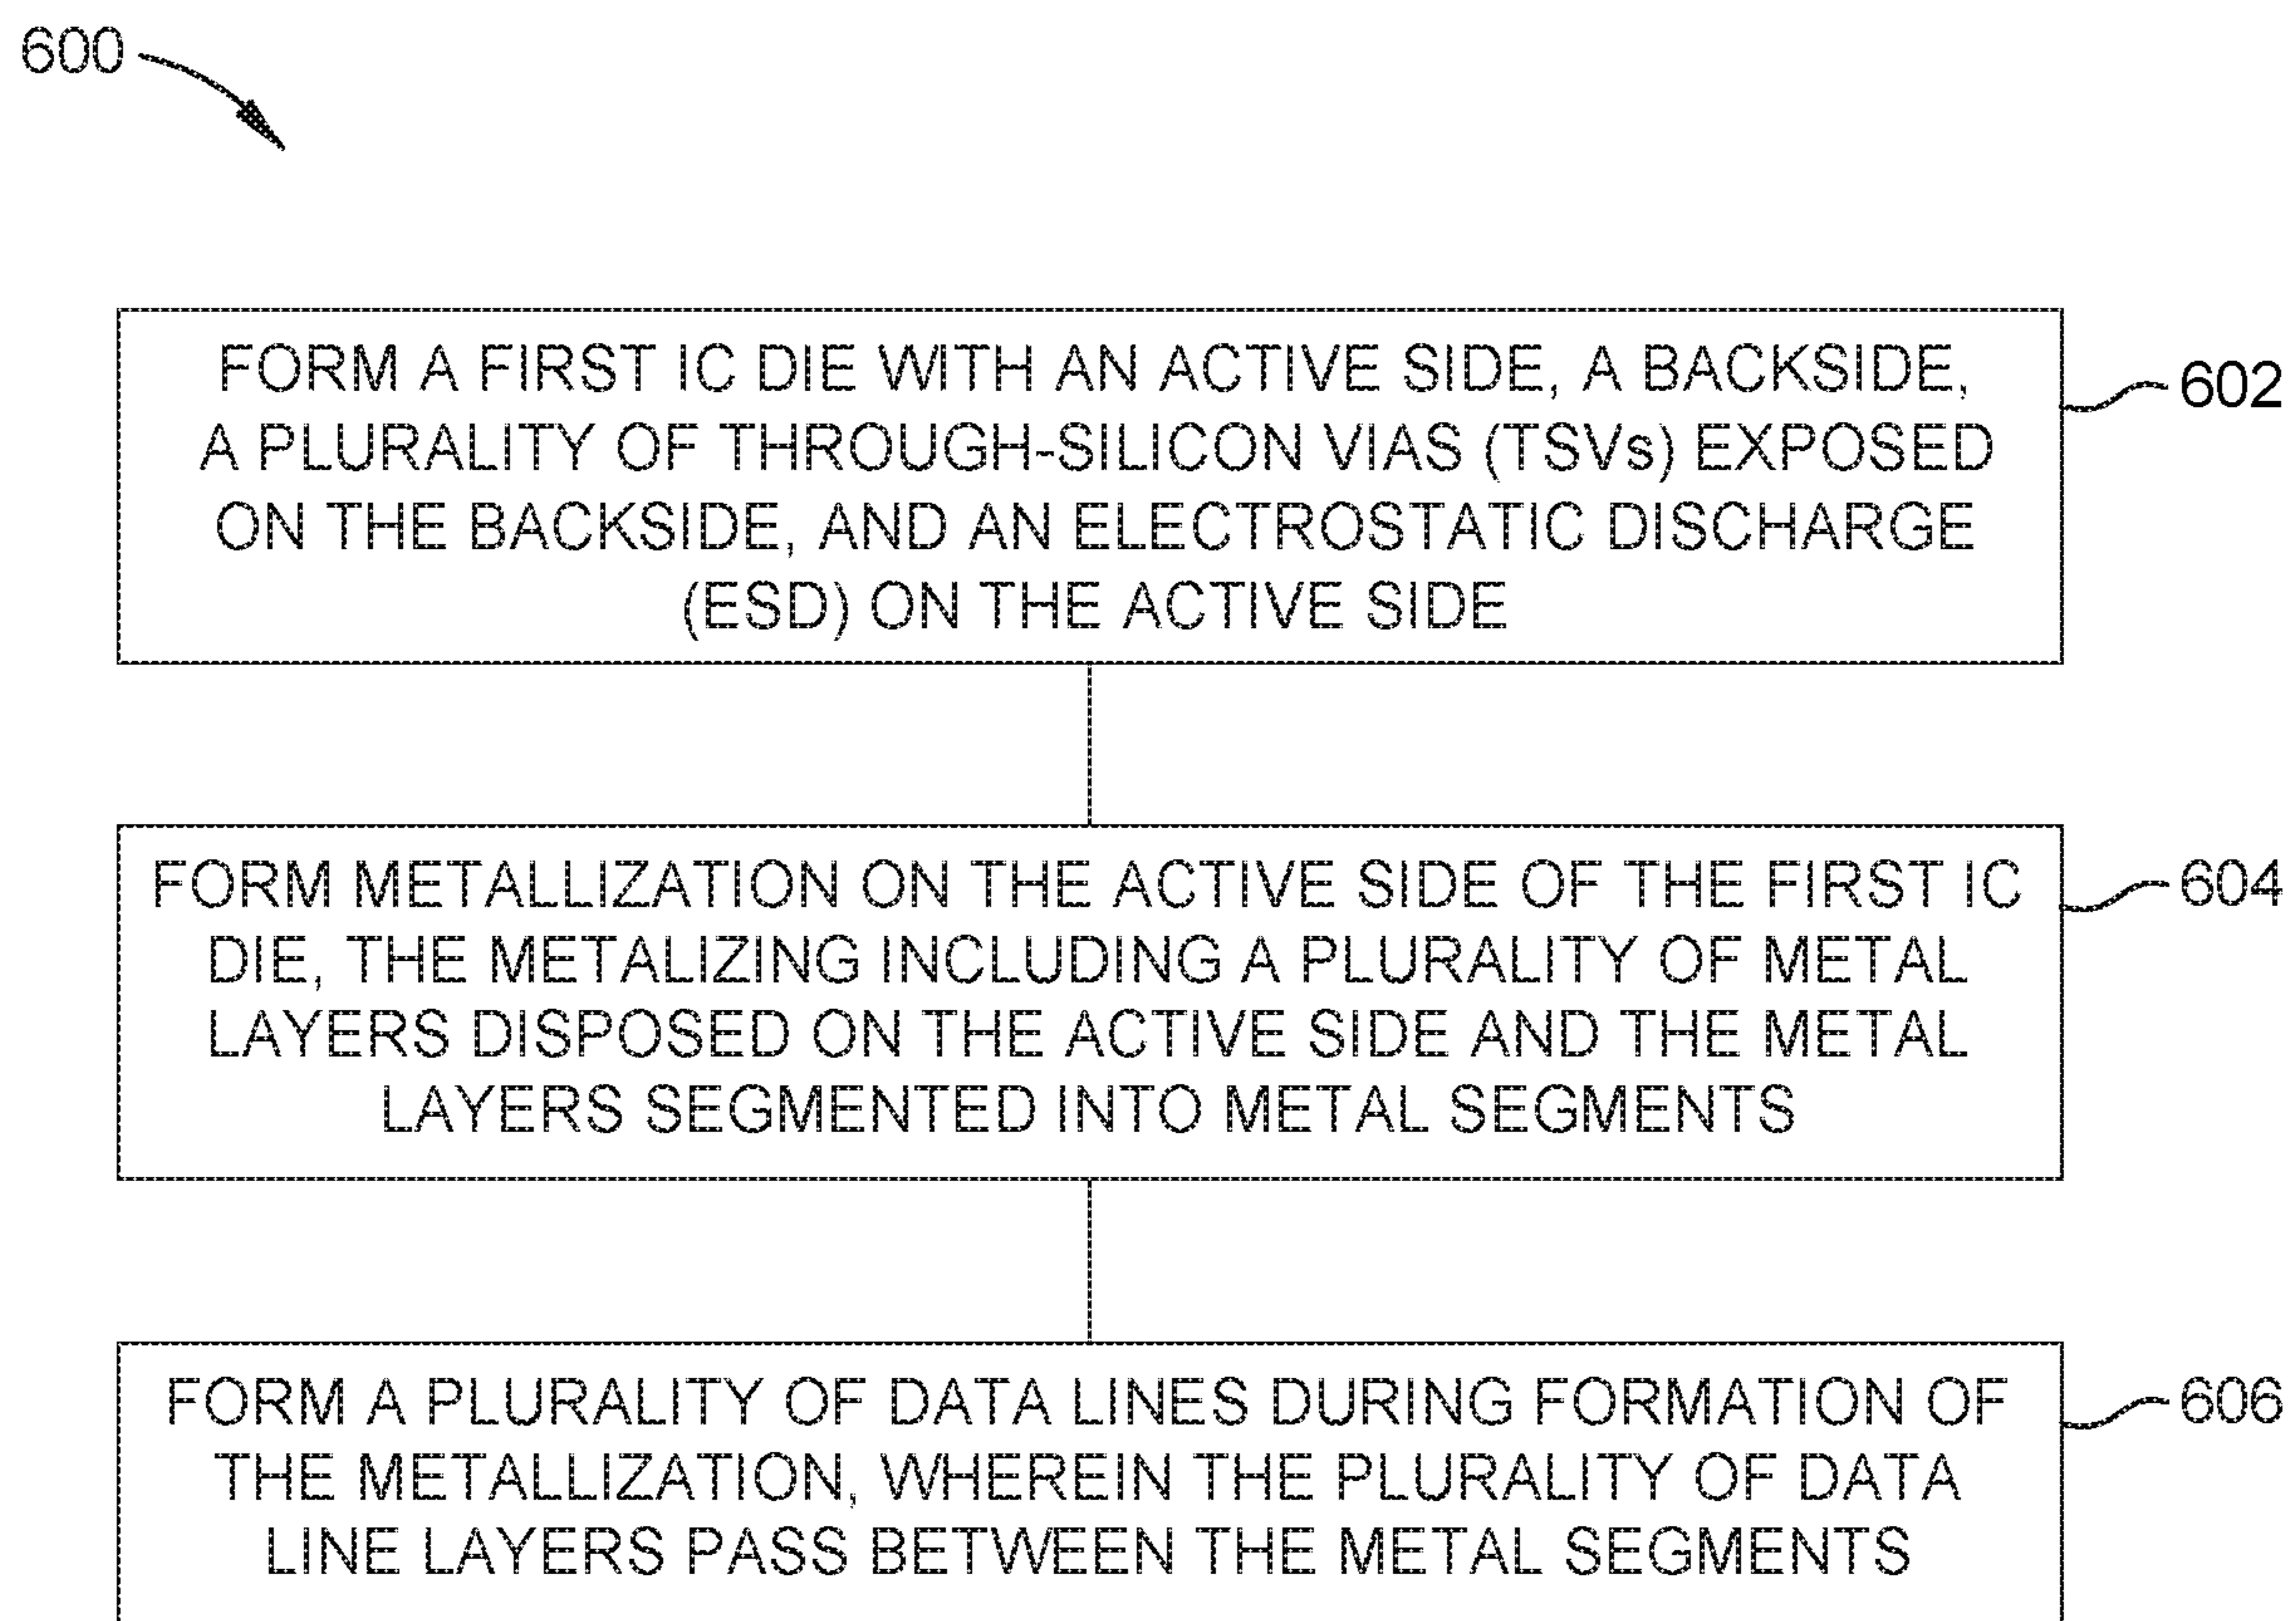 600
FORM A FIRST IC DIE WITH AN ACTIVE SIDE, A BACKSIDE,
A PLURALITY OF THROUGH-SILICON VIAS (TSVs) EXPOSED
ON THE BACKSIDE, AND AN ELECTROSTATIC DISCHARGE
(ESD) ON THE ACTIVE SIDE
602
FORM METALLIZATION ON THE ACTIVE SIDE OF THE FIRST IC
DIE, THE METALIZING INCLUDING A PLURALITY OF METAL
LAYERS DISPOSED ON THE ACTIVE SIDE AND THE METAL
LAYERS SEGMENTED INTO METAL SEGMENTS
604
FORM A PLURALITY OF DATA LINES DURING FORMATION OF
THE METALLIZATION, WHEREIN THE PLURALITY OF DATA
LINE LAYERS PASS BETWEEN THE METAL SEGMENTS
606